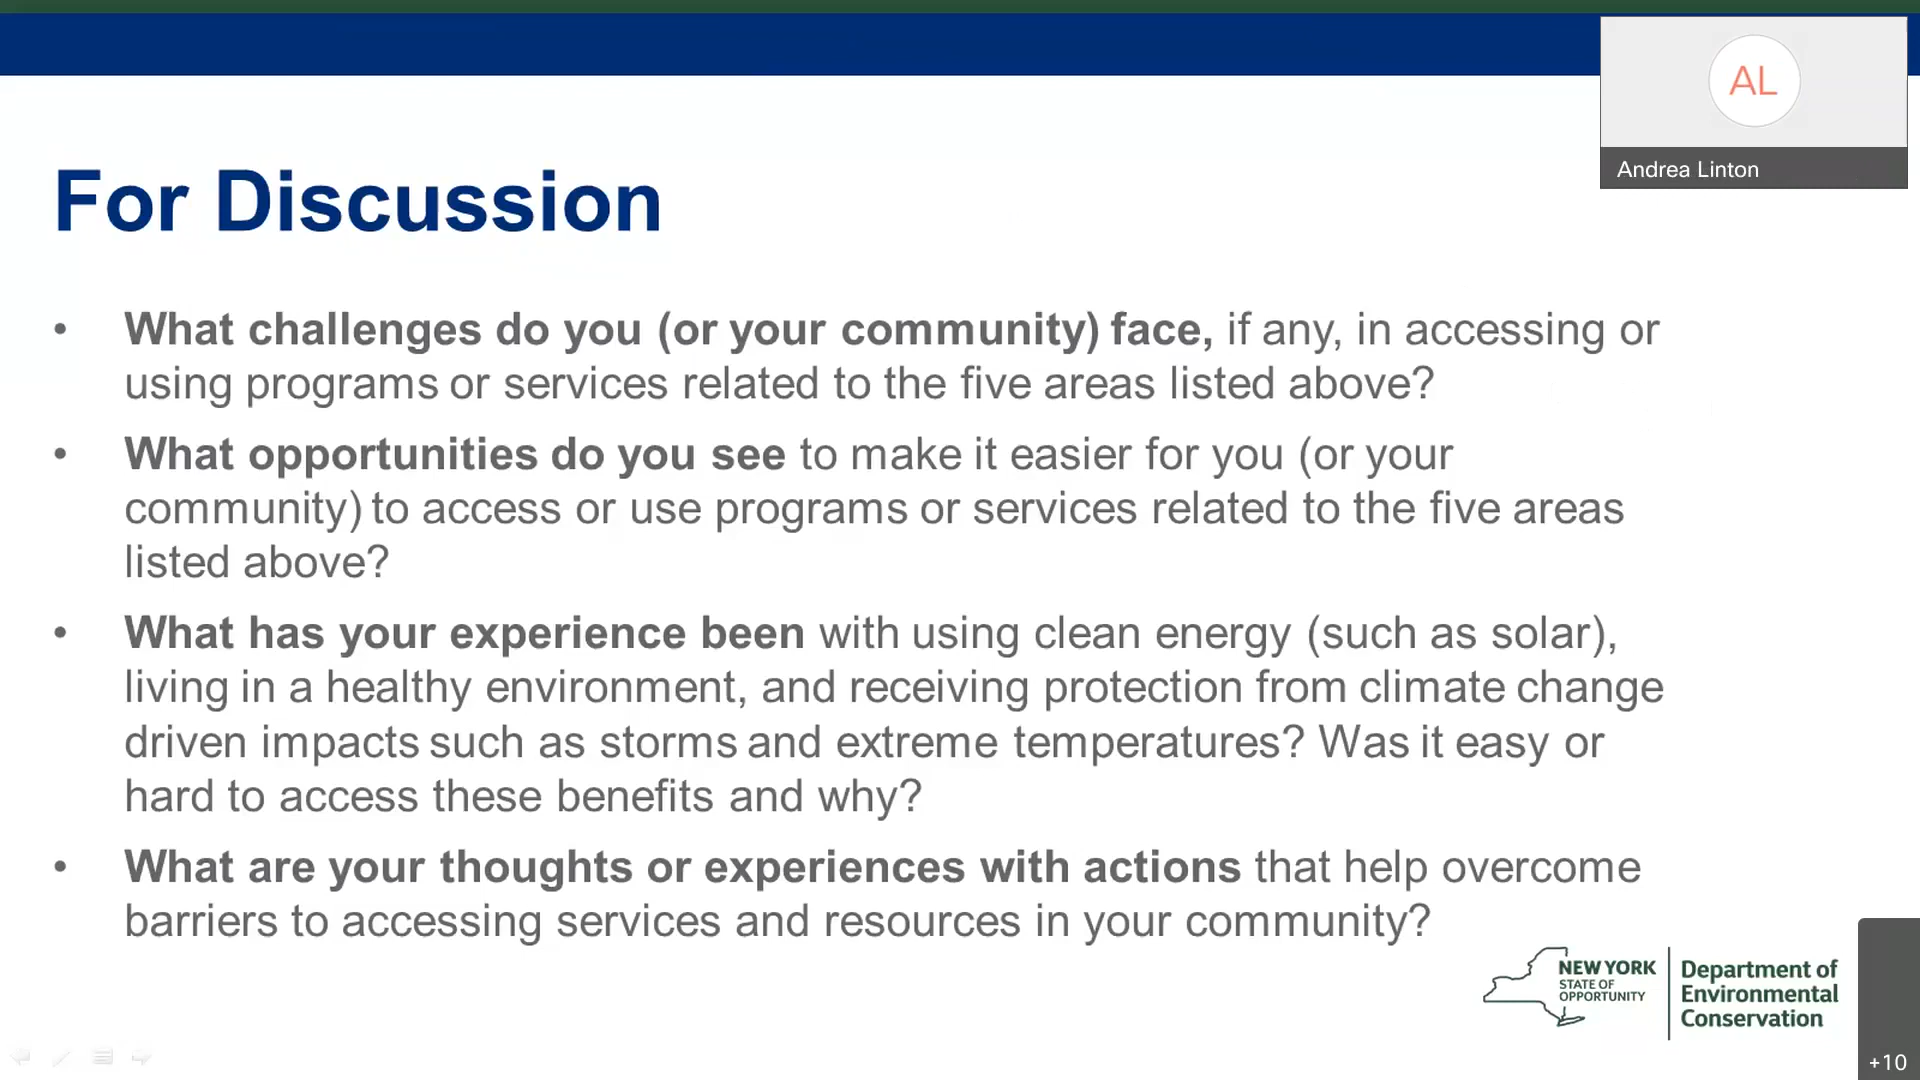 AL
Andrea Linton
For Discussion
• What challenges do you (or your community) face, if any, in accessing or
using programs or services related to the five areas listed above?
• What opportunities do you see to make it easier for you (or your
community) to access or use programs or services related to the five areas
listed above?
• What has your experience been with using clean energy (such as solar),
living in a healthy environment, and receiving protection from climate change
driven impacts such as storms and extreme temperatures? Was it easy or
hard to access these benefits and why?
• What are your thoughts or experiences with actions that help overcome
barriers to accessing services and resources in your community?
NEW YORK
STATE OF
OPPORTUNITY
Department of
Environmental
Conservation
+10